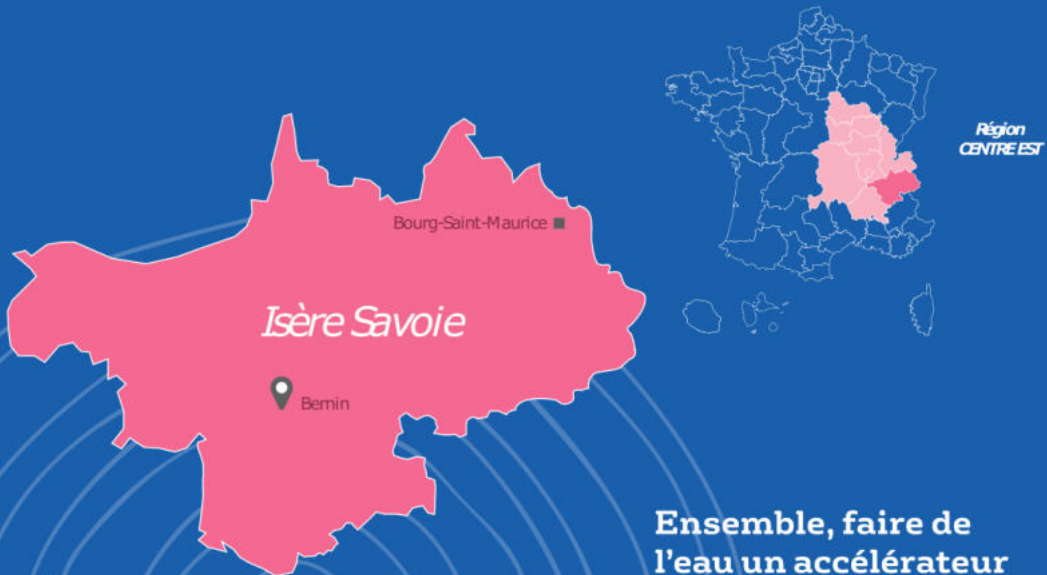 Région
CENTRE EST
Bourg-Saint-Maurice
Isère Savoie
Bernin
Ensemble, faire de
l'eau un accélérateur